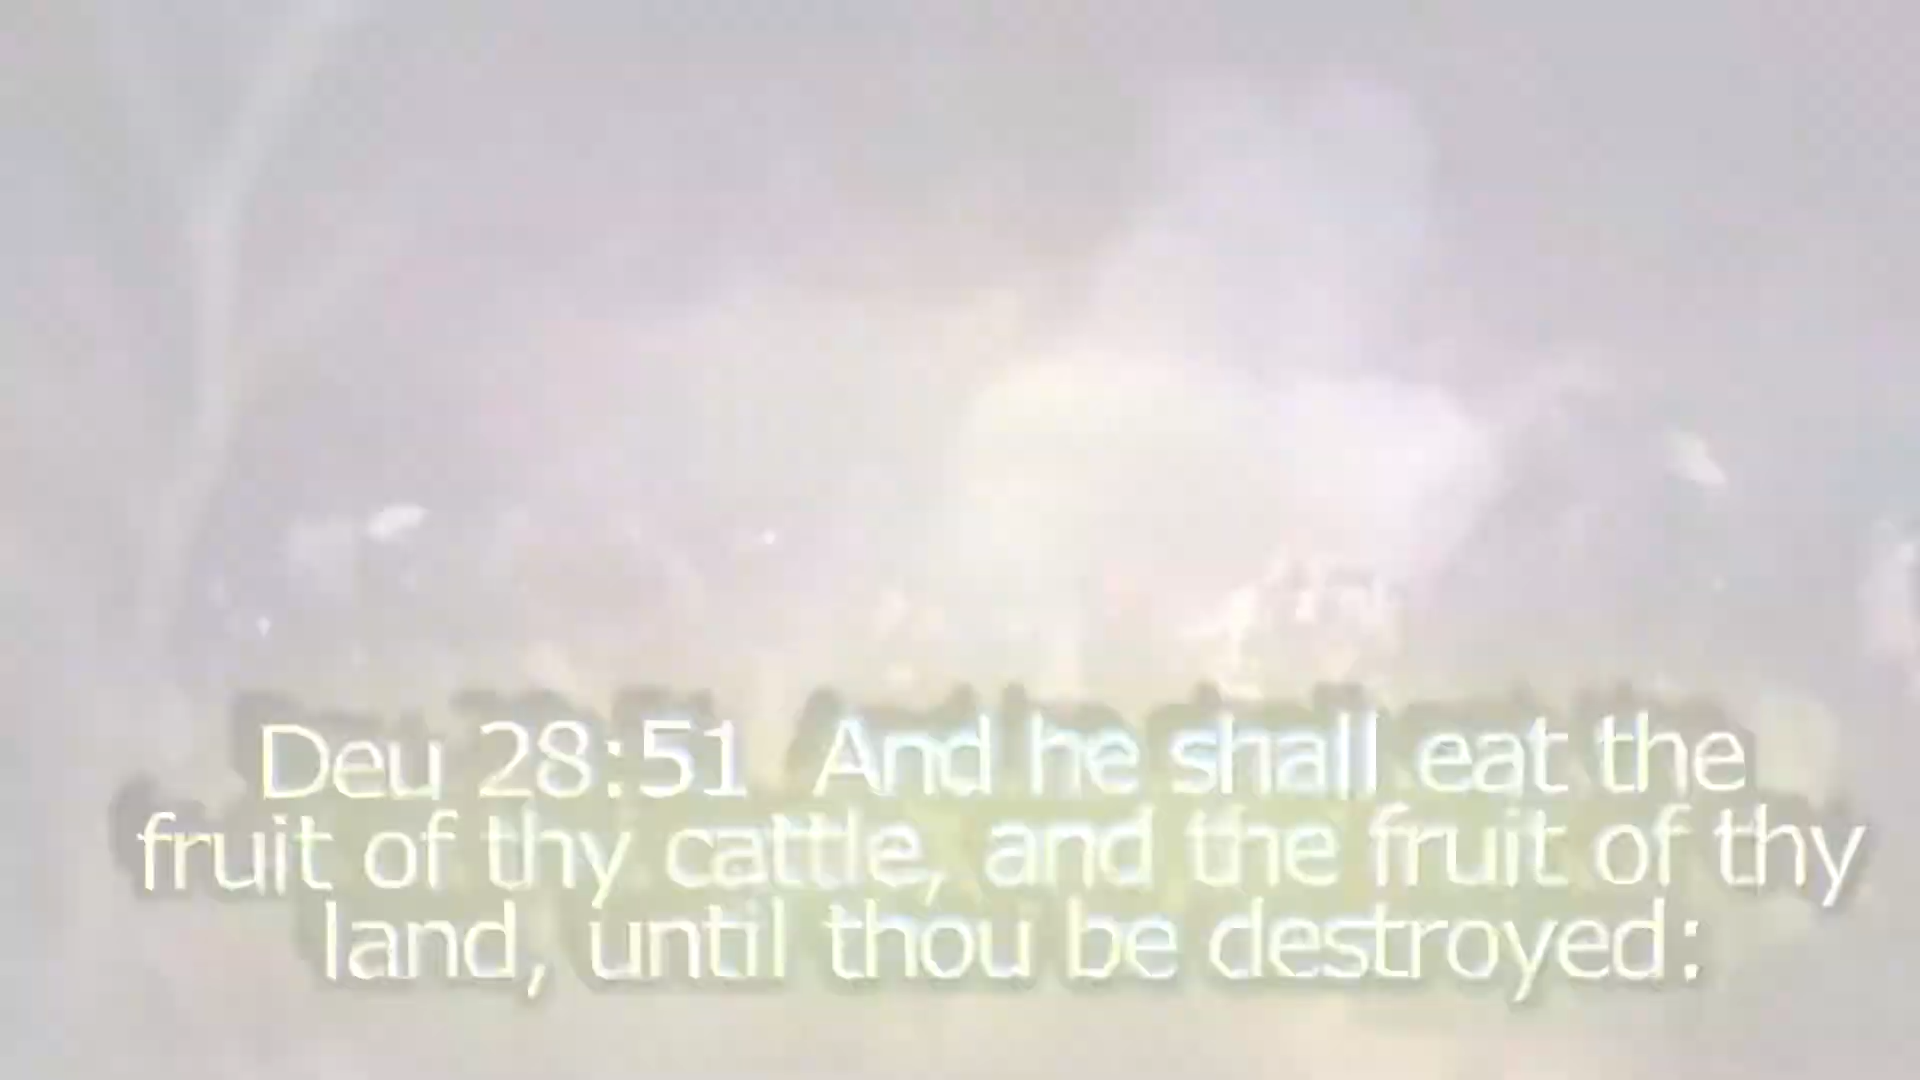 Deu 28:51 And he shall eat the
fruit of thy cattle, and the fruit of thy
land, until thou be destroyed: